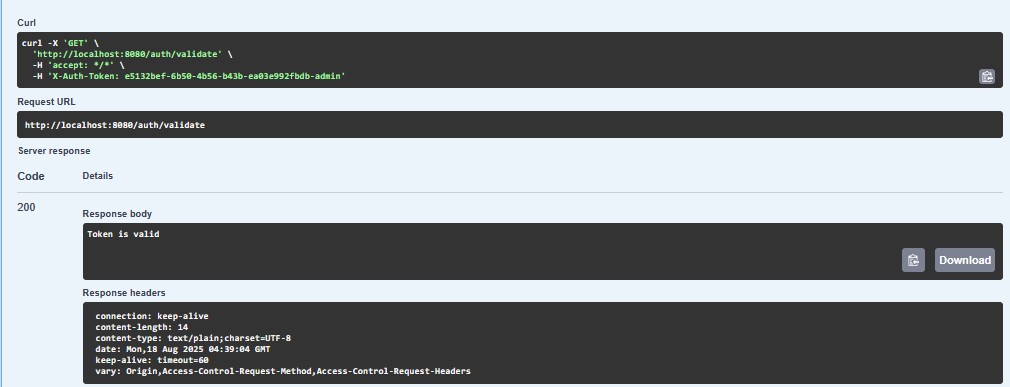 Curl
curl -X 'GET' \
'http://localhost:8080/auth/validate' \
-H 'accept: */*' \
-H 'X-Auth-Token: e5132bef-6b50-4b56-b43b-ea03e992fbdb-admin'
Request URL
http://localhost:8080/auth/validate
Server response
Code Details
200
Response body
Token is valid
Download
Response headers
connection: keep-alive
content-length: 14
content-type: text/plain;charset=UTF-8
date: Mon,18 Aug 2025 04:39:04 GMT
keep-alive: timeout=60
vary: Origin,Access-Control-Request-Method,Access-Control-Request-Headers